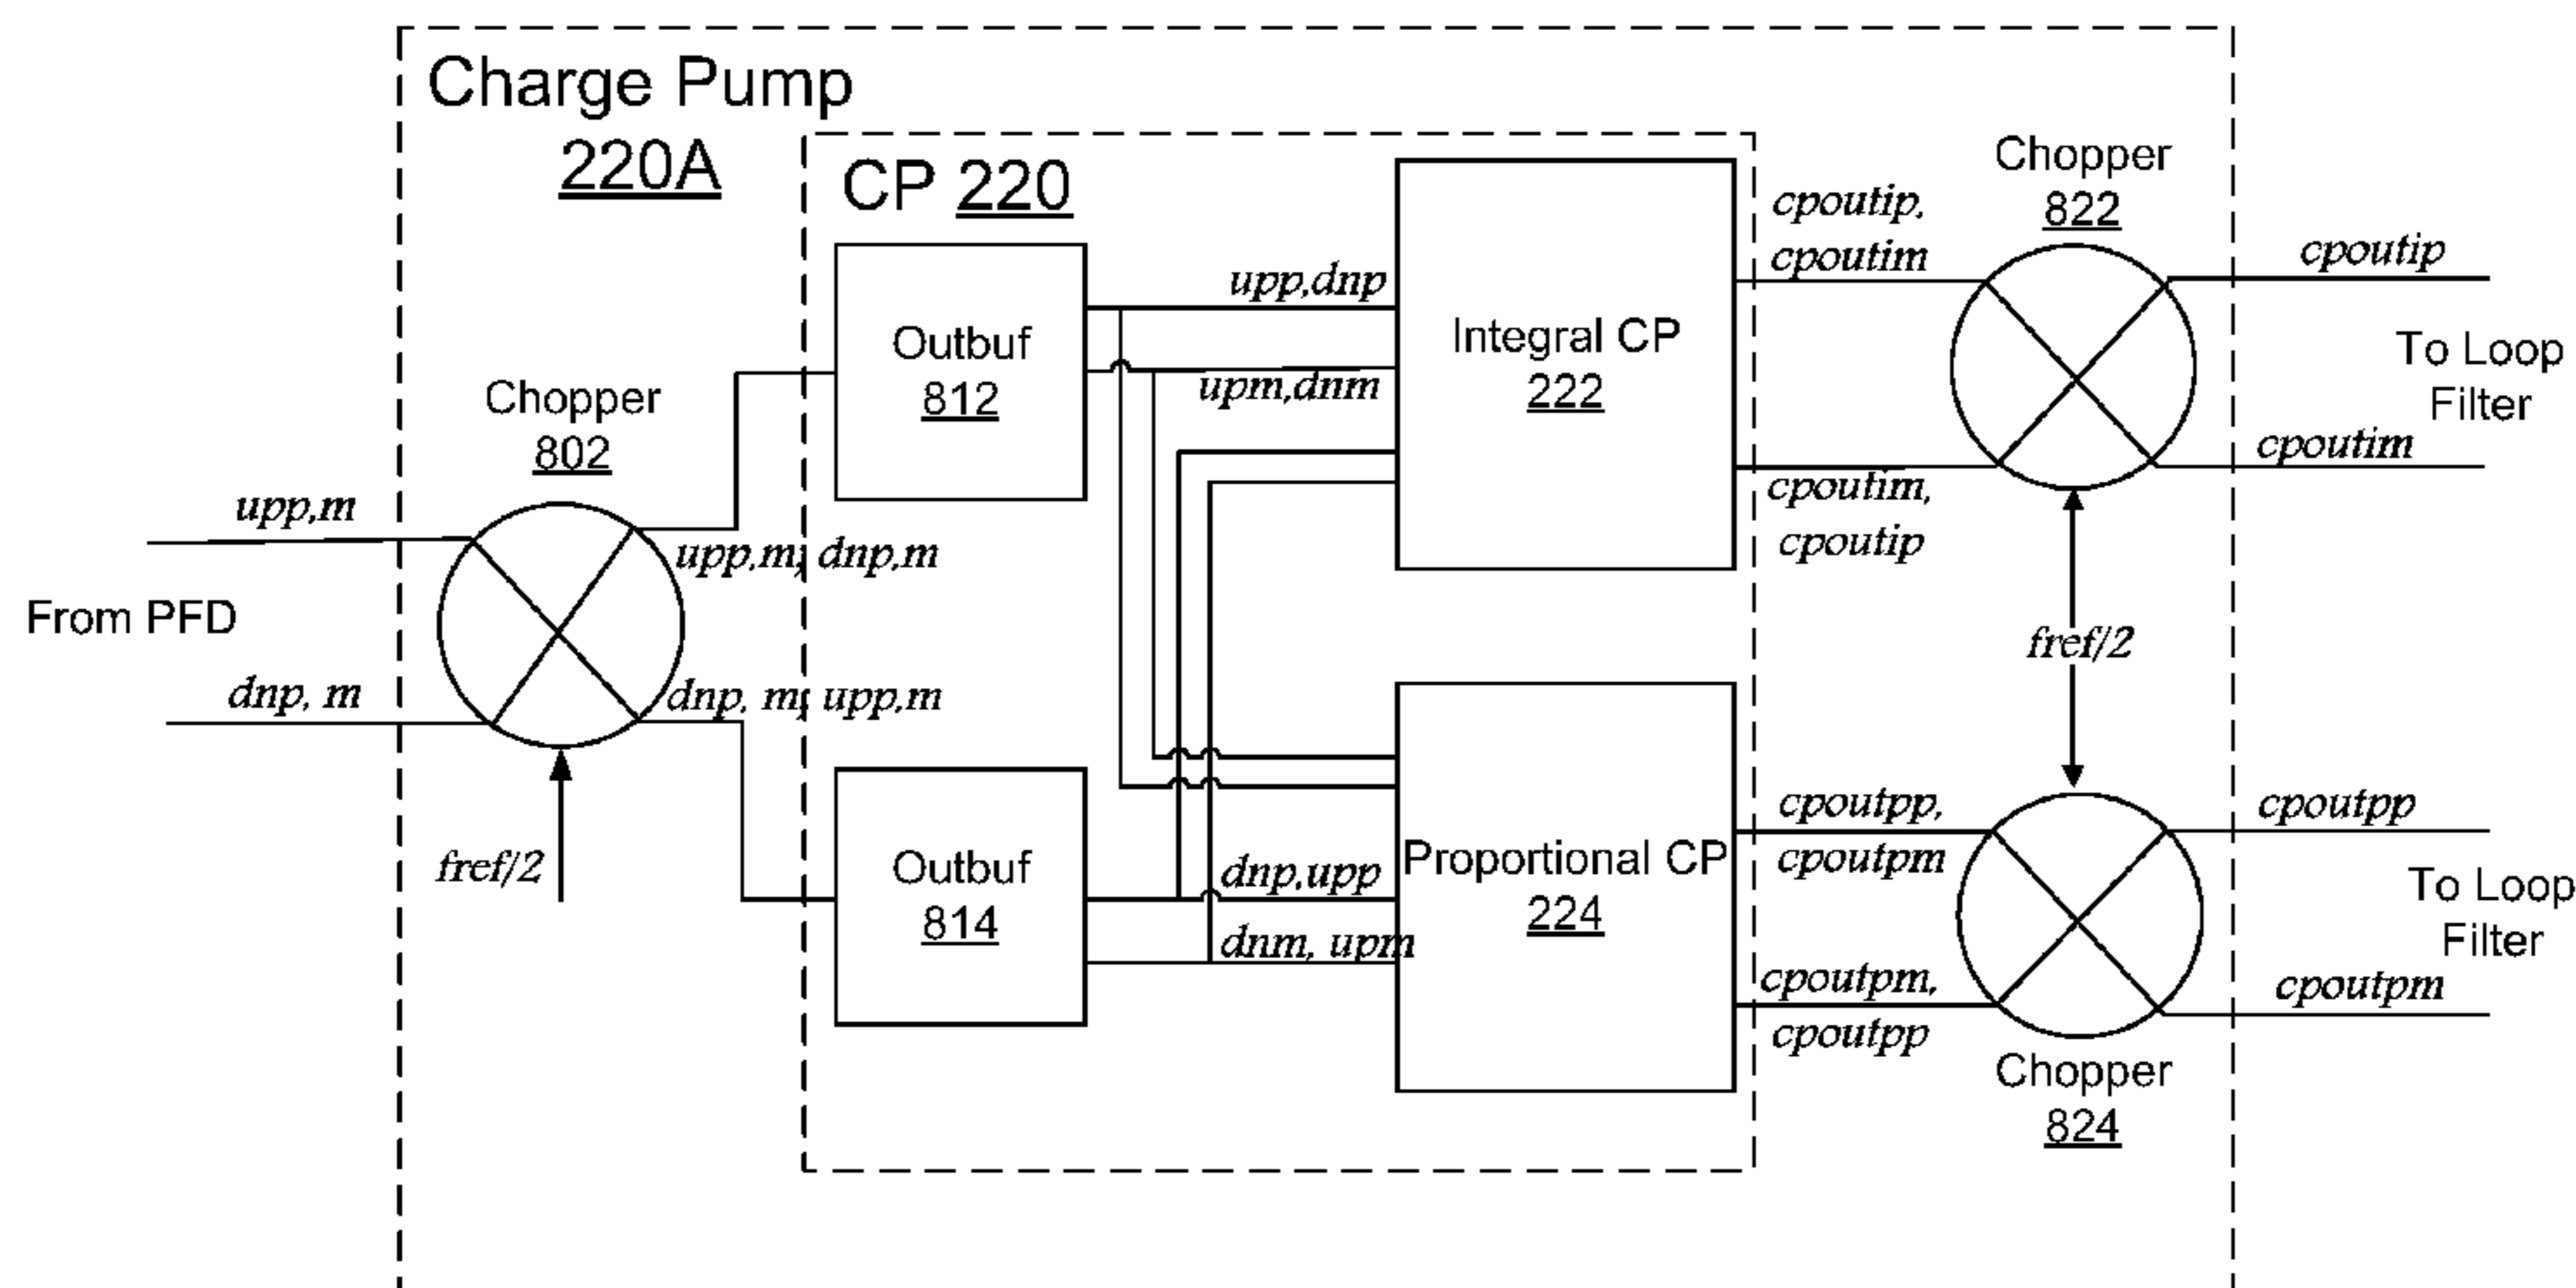 Charge Pump
220A
CP 220
Chopper
822
cpoutip,
cpoutim
cpoutip
upp,dnp
Outbuf
812
Integral CP
222
To Loop
Filter
upm,dnm
Chopper
802
cpoutim
cpoutim,
cpoutip
upp,m
upp,m, dnp,m
From PFD
fref/2
dnp, m
dnp, m, upp,m
cpoutpp,
cpoutpm
cpoutpp
fref/2
Outbuf
814
dnp,upp
Proportional CP
224
To Loop
Filter
dnm, upm
cpoutpm,
cpoutpp
cpoutpm
Chopper
824